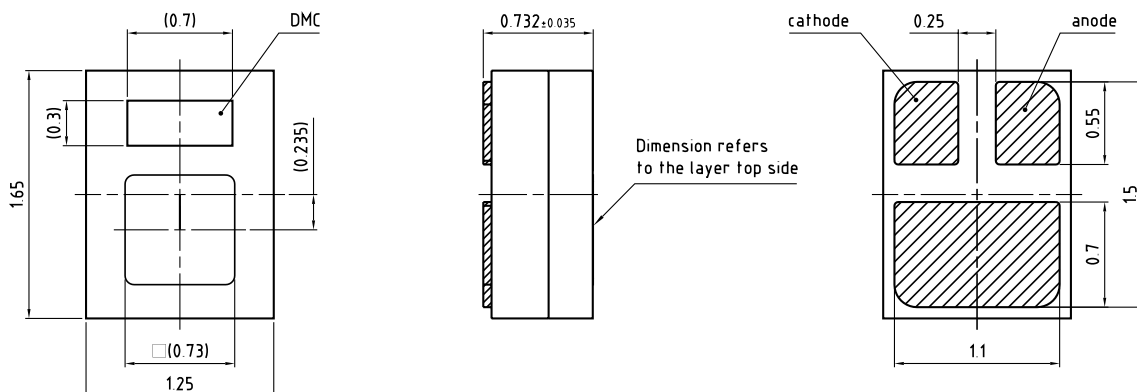 (0.7)
DMC
(0.3)
1.65
(0.235)
□(0.73)
1.25
0.732±0.035
Dimension refers
to the layer top side
cathode
0.25
anode
0.55
1.5
0.7
1.1